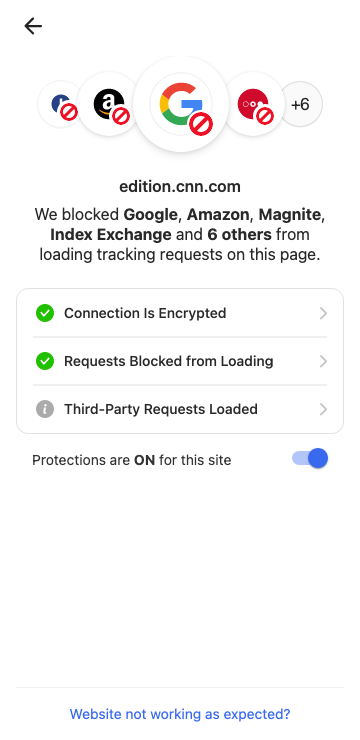 +6
edition.cnn.com
We blocked Google, Amazon, Magnite,
Index Exchange and 6 others from
loading tracking requests on this page.
Connection Is Encrypted
Requests Blocked from Loading
Third-Party Requests Loaded
Protections are ON for this site
Website not working as expected?